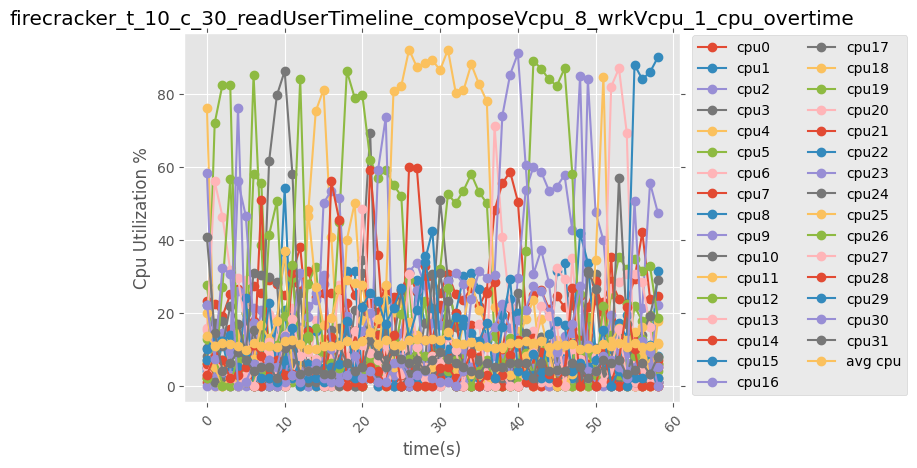 firecracker_t_10_c_30_readUserTimeline_composeVcpu_8_wrkVcpu_1_cpu_overtime
Cpu Utilization %
80
60
40
20
0
0 10 20 30 40 50 60
time(s)
cpu0
cpu1
cpu2
cpu3
cpu4
cpu5
cpu6
cpu7
cpu8
cpu9
cpu10
cpu11
cpu12
cpu13
cpu14
cpu15
cpu16
cpu17
cpu18
cpu19
cpu20
cpu21
cpu22
cpu23
cpu24
cpu25
cpu26
cpu27
cpu28
cpu29
cpu30
cpu31
avg cpu